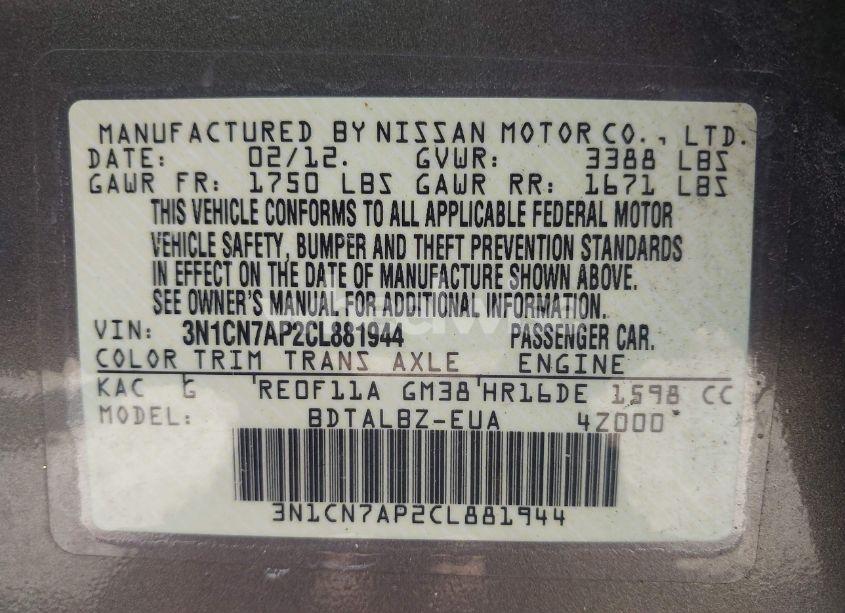 MANUFACTURED BY NISSAN MOTOR CO., LTD.
DATE: 02/12. GVWR: 3388 LBS
GAWR FR: 1750 LBS GAWR RR: 1671 LBS
THIS VEHICLE CONFORMS TO ALL APPLICABLE FEDERAL MOTOR
VEHICLE SAFETY, BUMPER AND THEFT PREVENTION STANDARDS
IN EFFECT ON THE DATE OF MANUFACTURE SHOWN ABOVE.
SEE OWNER'S MANUAL FOR ADDITIONAL INFORMATION.
VIN: 3N1CN7AP2CL881944 PASSENGER CAR.
COLOR TRIM TRANS AXLE ENGINE
KAC G RE0F11A GM38 HR16DE 1598 CC
MODEL: BDTALBZ-EUA 4Z000
3N1CN7AP2CL881944